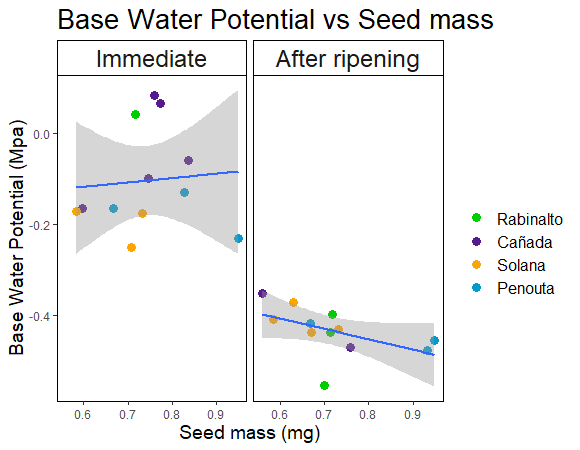 Base Water Potential vs Seed mass
Immediate
After ripening
Base Water Potential (Mpa)
0.0
-0.2
-0.4
0.6 0.7 0.8 0.9
0.6 0.7 0.8 0.9
Seed mass (mg)
Rabinalto
Cañada
Solana
Penouta